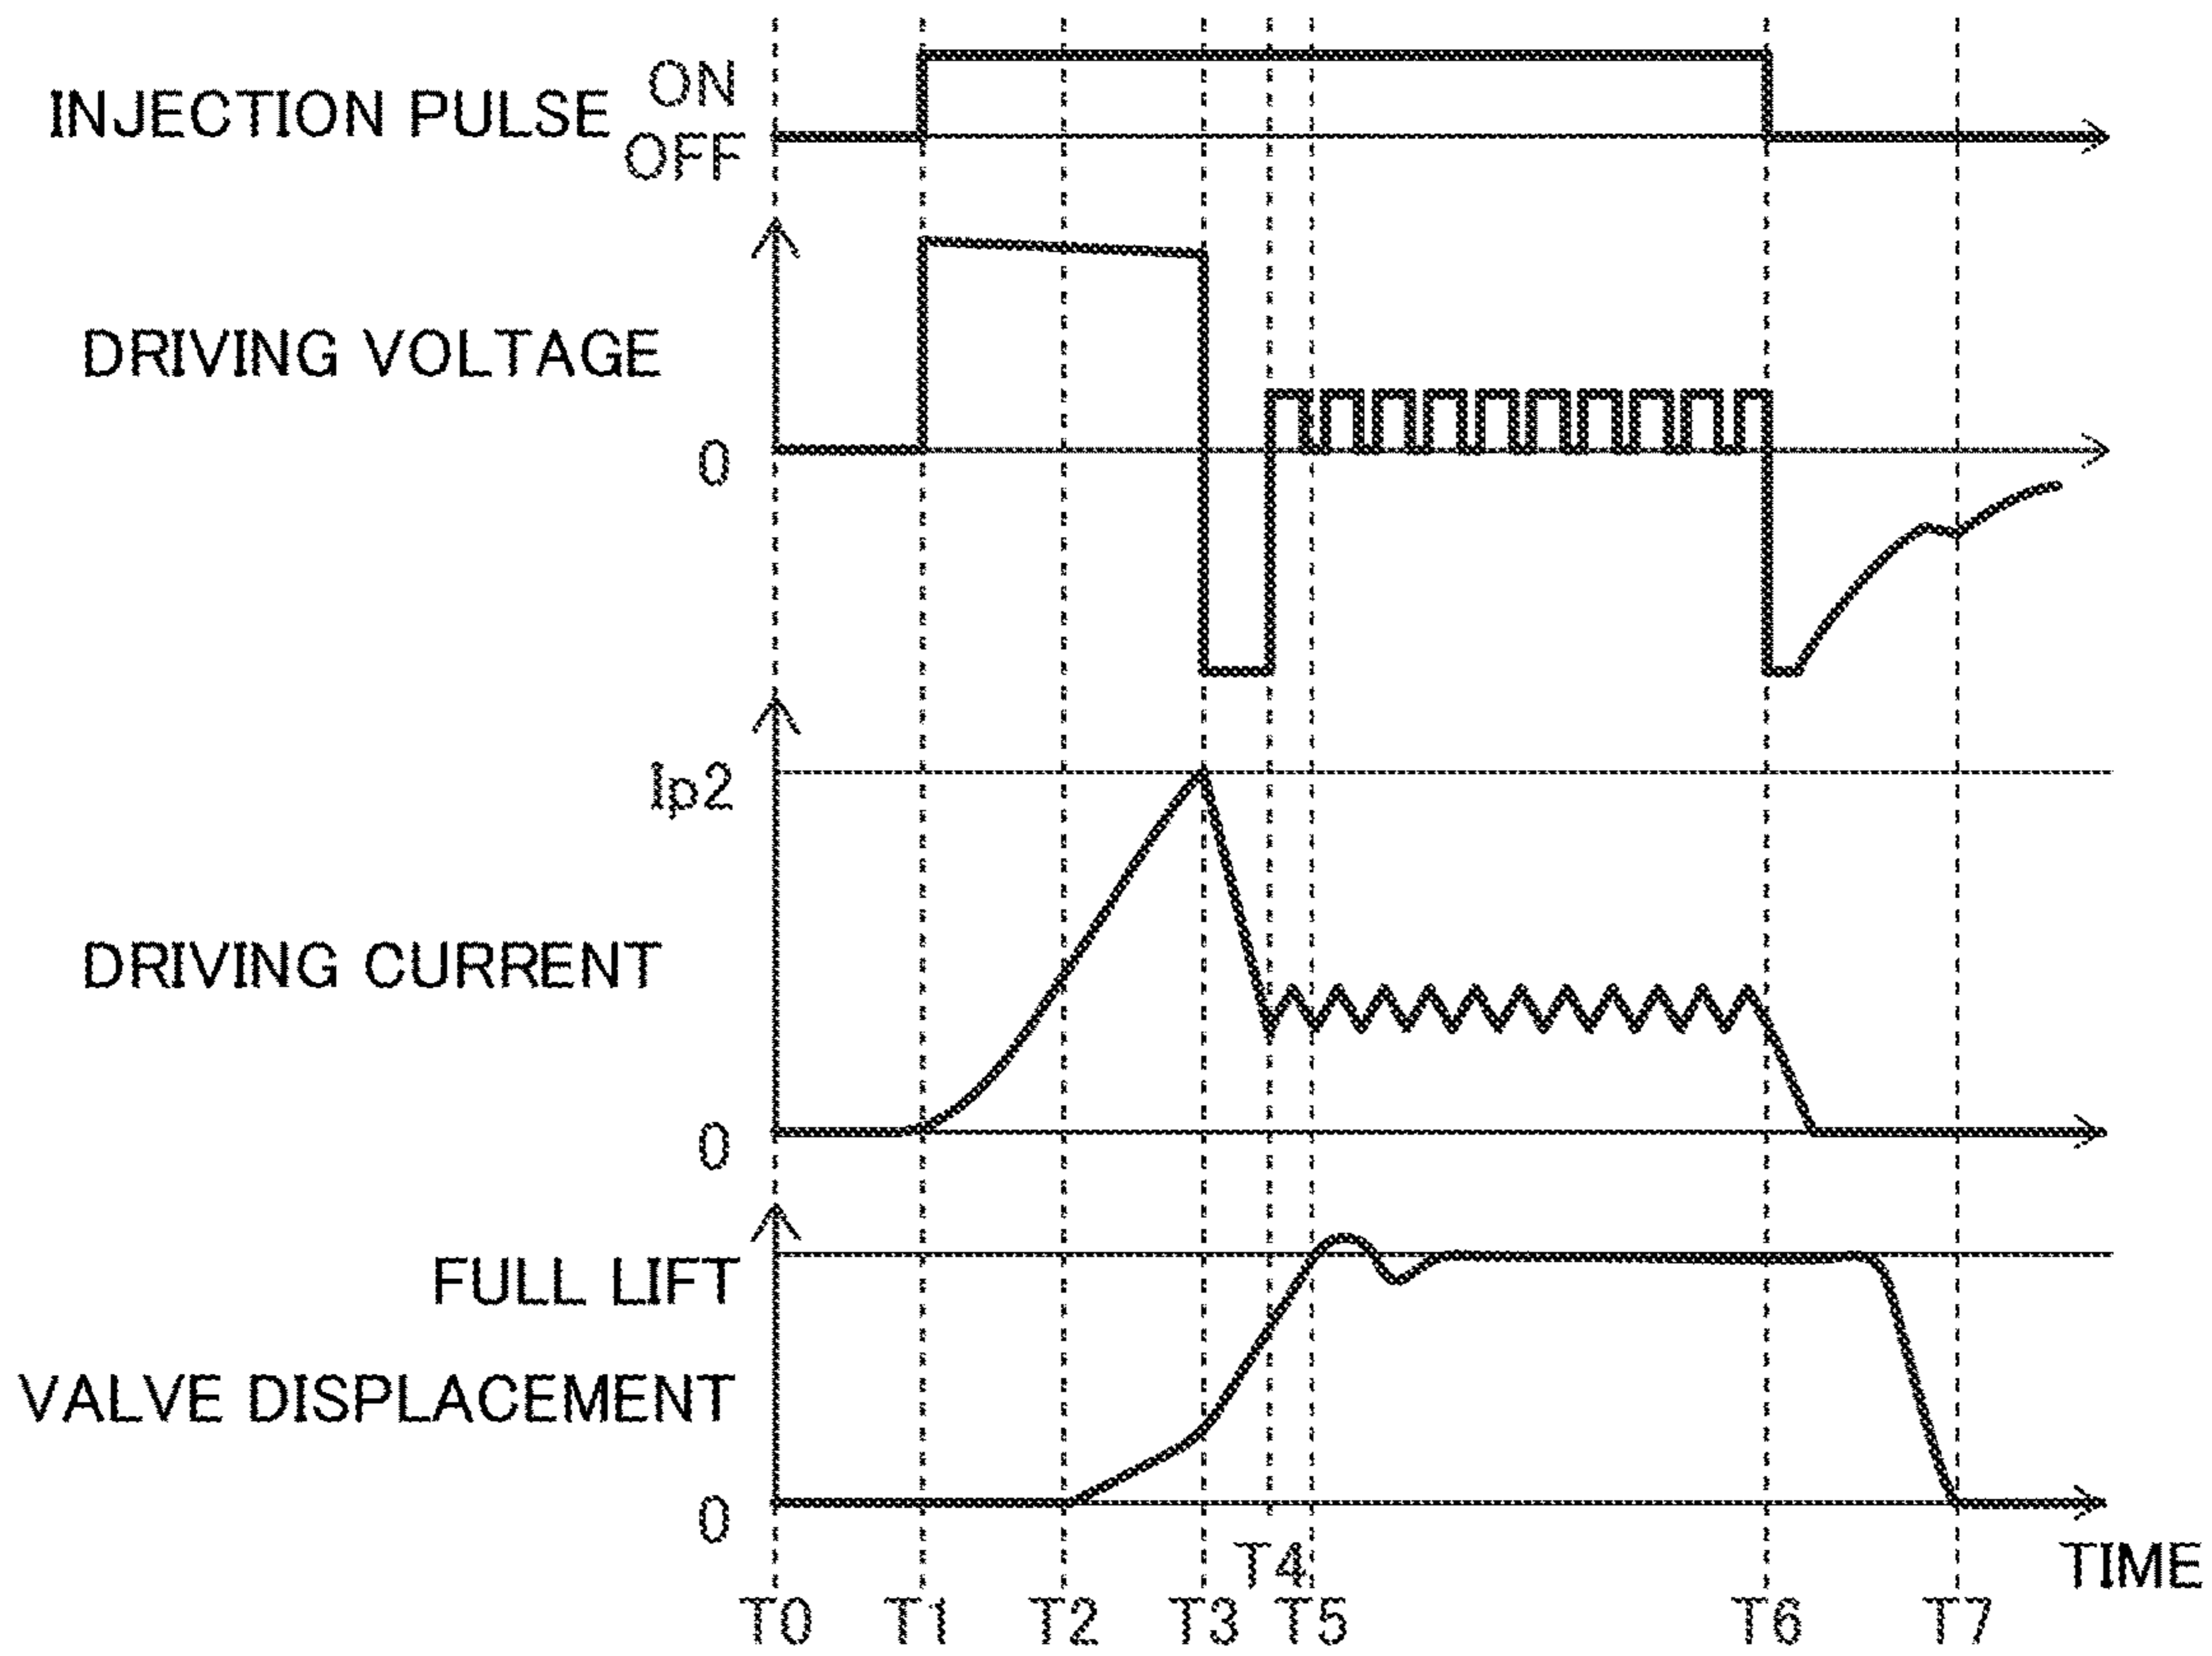 INJECTION PULSE
ON
OFF
DRIVING VOLTAGE
0
Ip2
DRIVING CURRENT
0
FULL LIFT
VALVE DISPLACEMENT
0
TIME
T0 T1 T2 T3 T4 T5 T6 T7